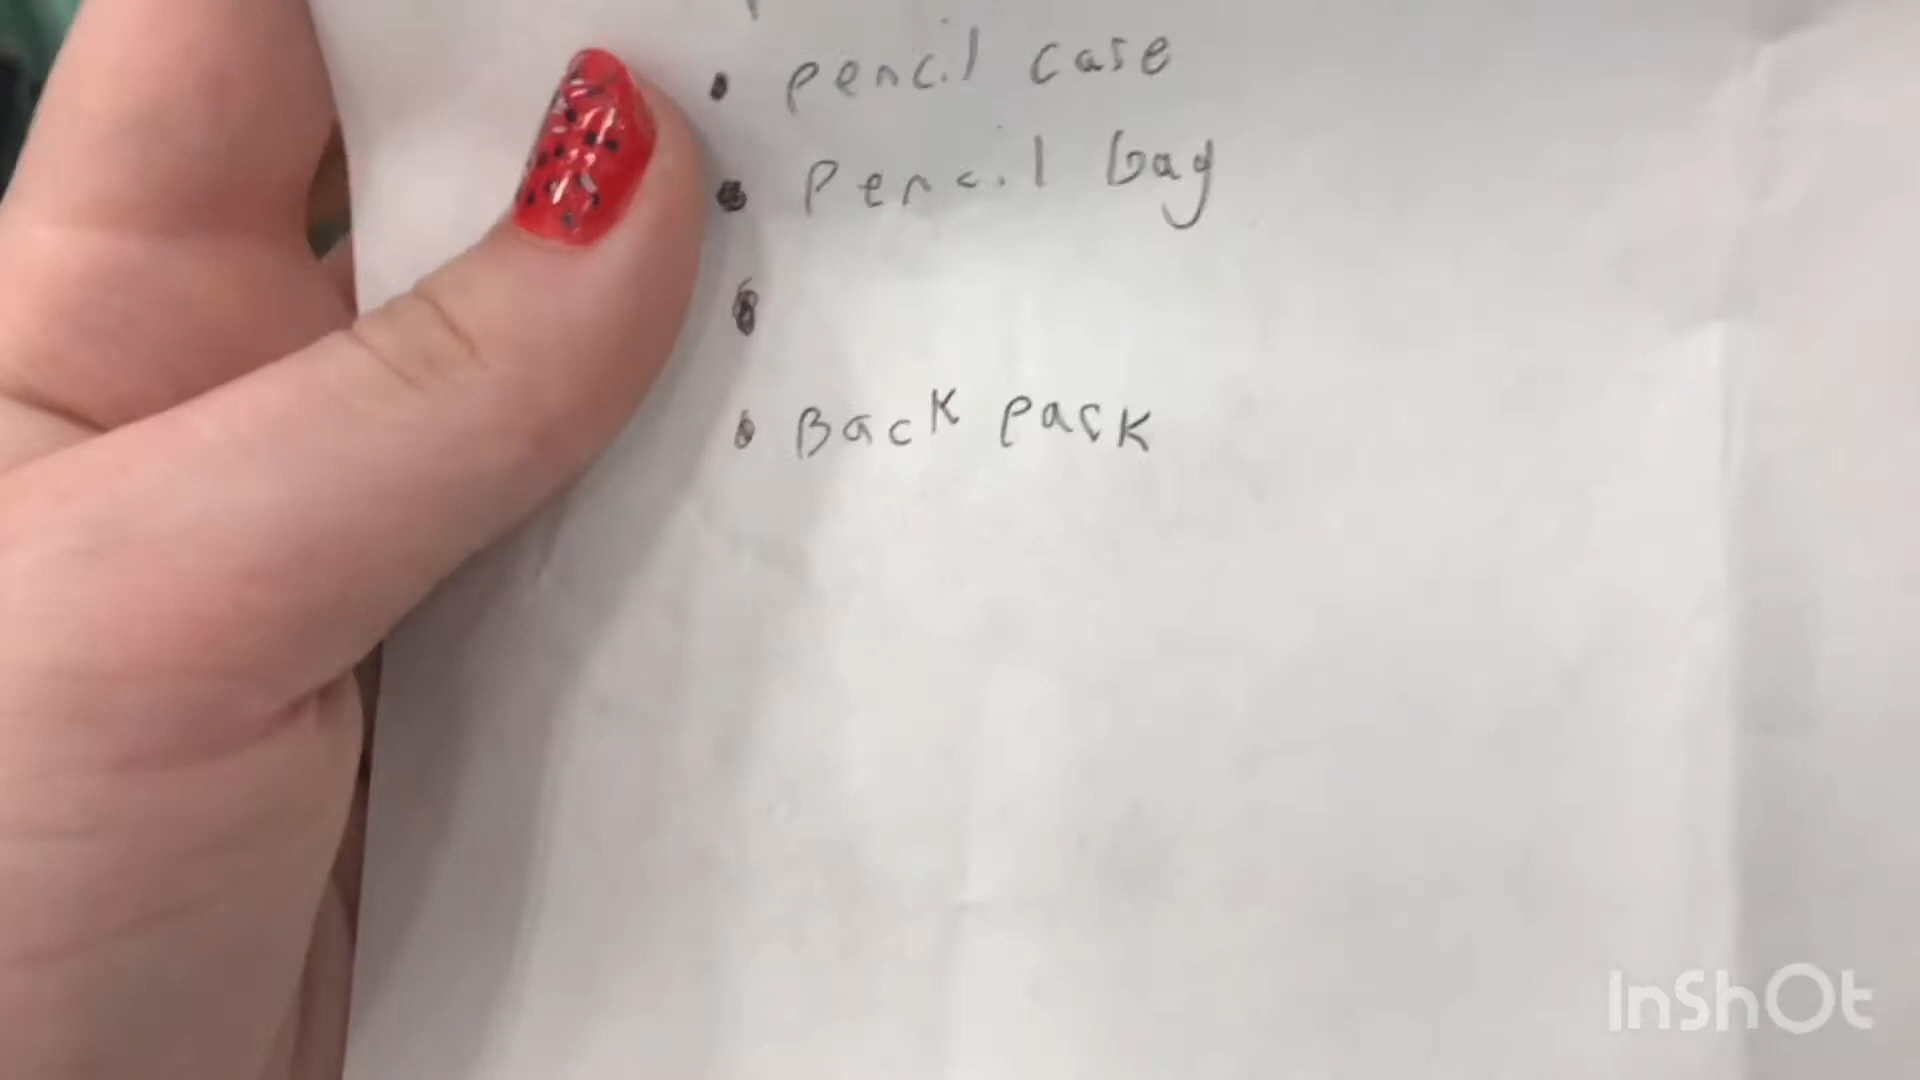 • pencil case
• Pencil bag
•
• Back pack
InShOt